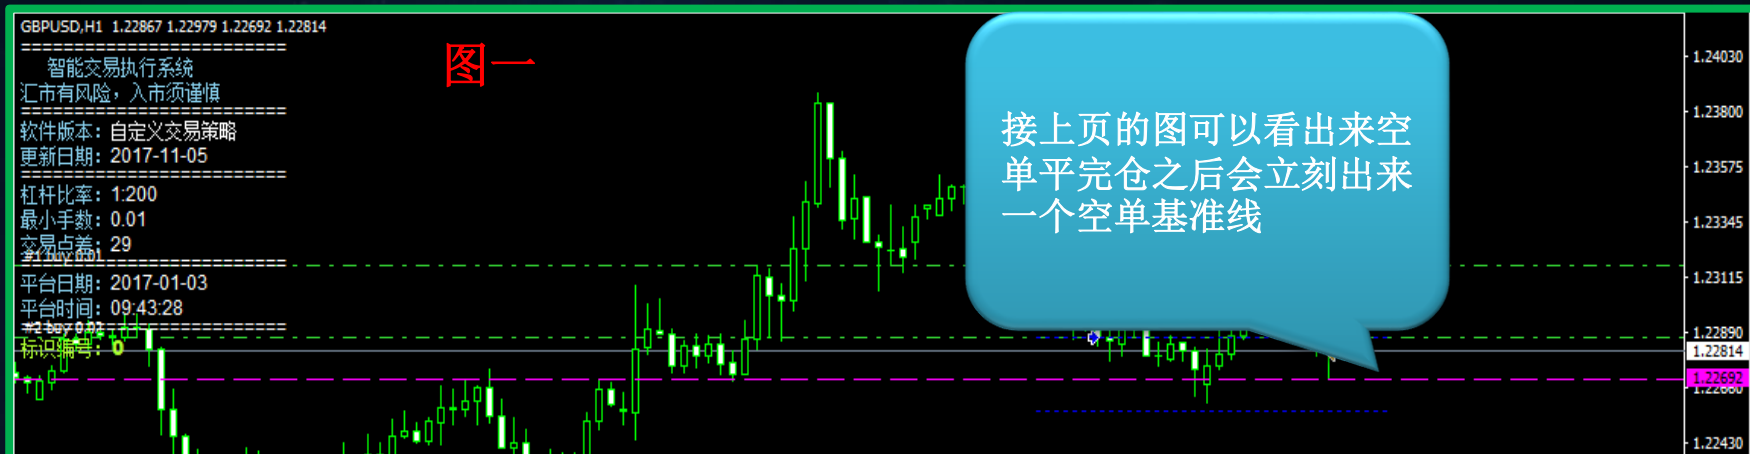 GBPUSD,H1 1.22867 1.22979 1.22692 1.22814
========================
智能交易执行系统
汇市有风险，入市须谨慎
========================
软件版本：自定义交易策略
更新日期：2017-11-05
========================
杠杆比率：1:200
最小手数：0.01
交易点差：29
#1 buy 0.01
========================
平台日期：2017-01-03
平台时间：09:43:28
#2 buy 0.02
========================
标识编号：0
图一
接上页的图可以看出来空
单平完仓之后会立刻出来
一个空单基准线
1.24030
1.23800
1.23575
1.23345
1.23115
1.22890
1.22814
1.22692
1.22430